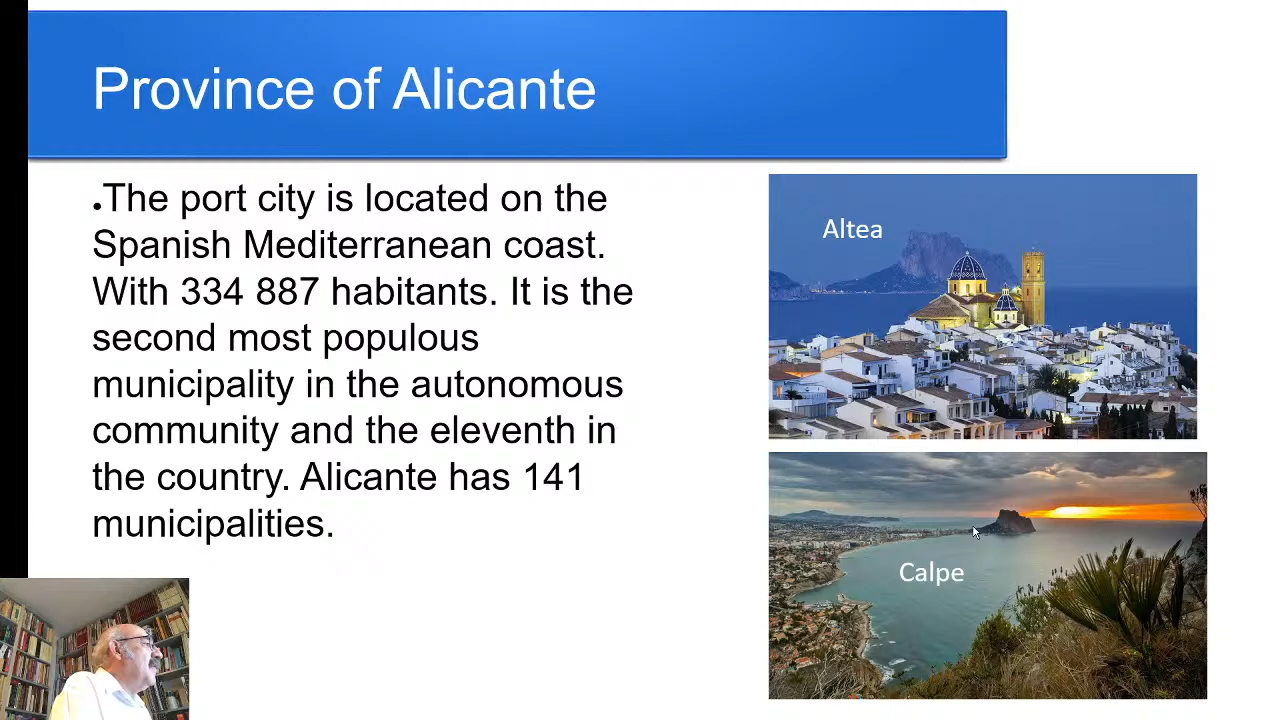 Province of Alicante
●The port city is located on the
Spanish Mediterranean coast.
With 334 887 habitants. It is the
second most populous
municipality in the autonomous
community and the eleventh in
the country. Alicante has 141
municipalities.
Altea
Calpe